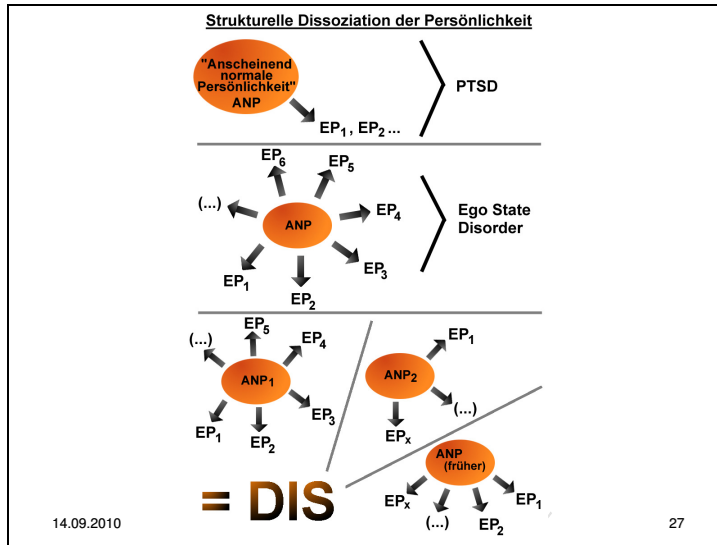 Strukturelle Dissoziation der Persönlichkeit
"Anscheinend
normale
Persönlichkeit"
ANP
PTSD
EP1 , EP2 ...
EP6
EP5
(...)
EP4
ANP
Ego State
Disorder
EP3
EP1
EP2
EP5
(...)
EP4
ANP1
EP3
EP1
EP2
EP1
ANP2
(...)
EPx
ANP
(früher)
EPx
EP1
(...)
EP2
= DIS
14.09.2010
27